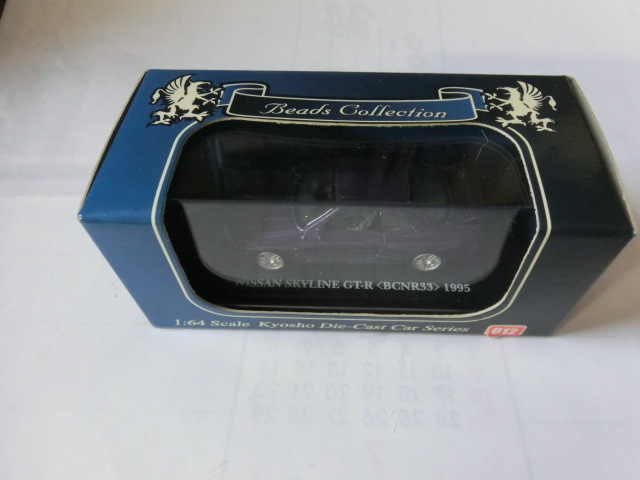 Beads Collection
NISSAN SKYLINE GT-R <BCNR33> 1995
1:64 Scale Kyosho Die-Cast Car Series
012